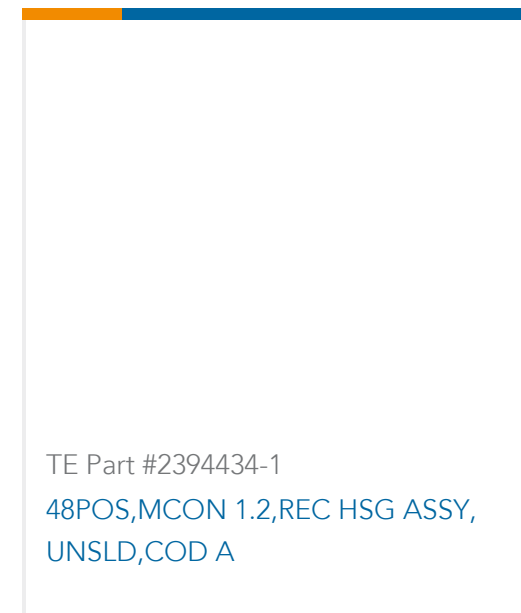 TE Part #2394434-1
48POS,MCON 1.2,REC HSG ASSY,
UNSLD,COD A